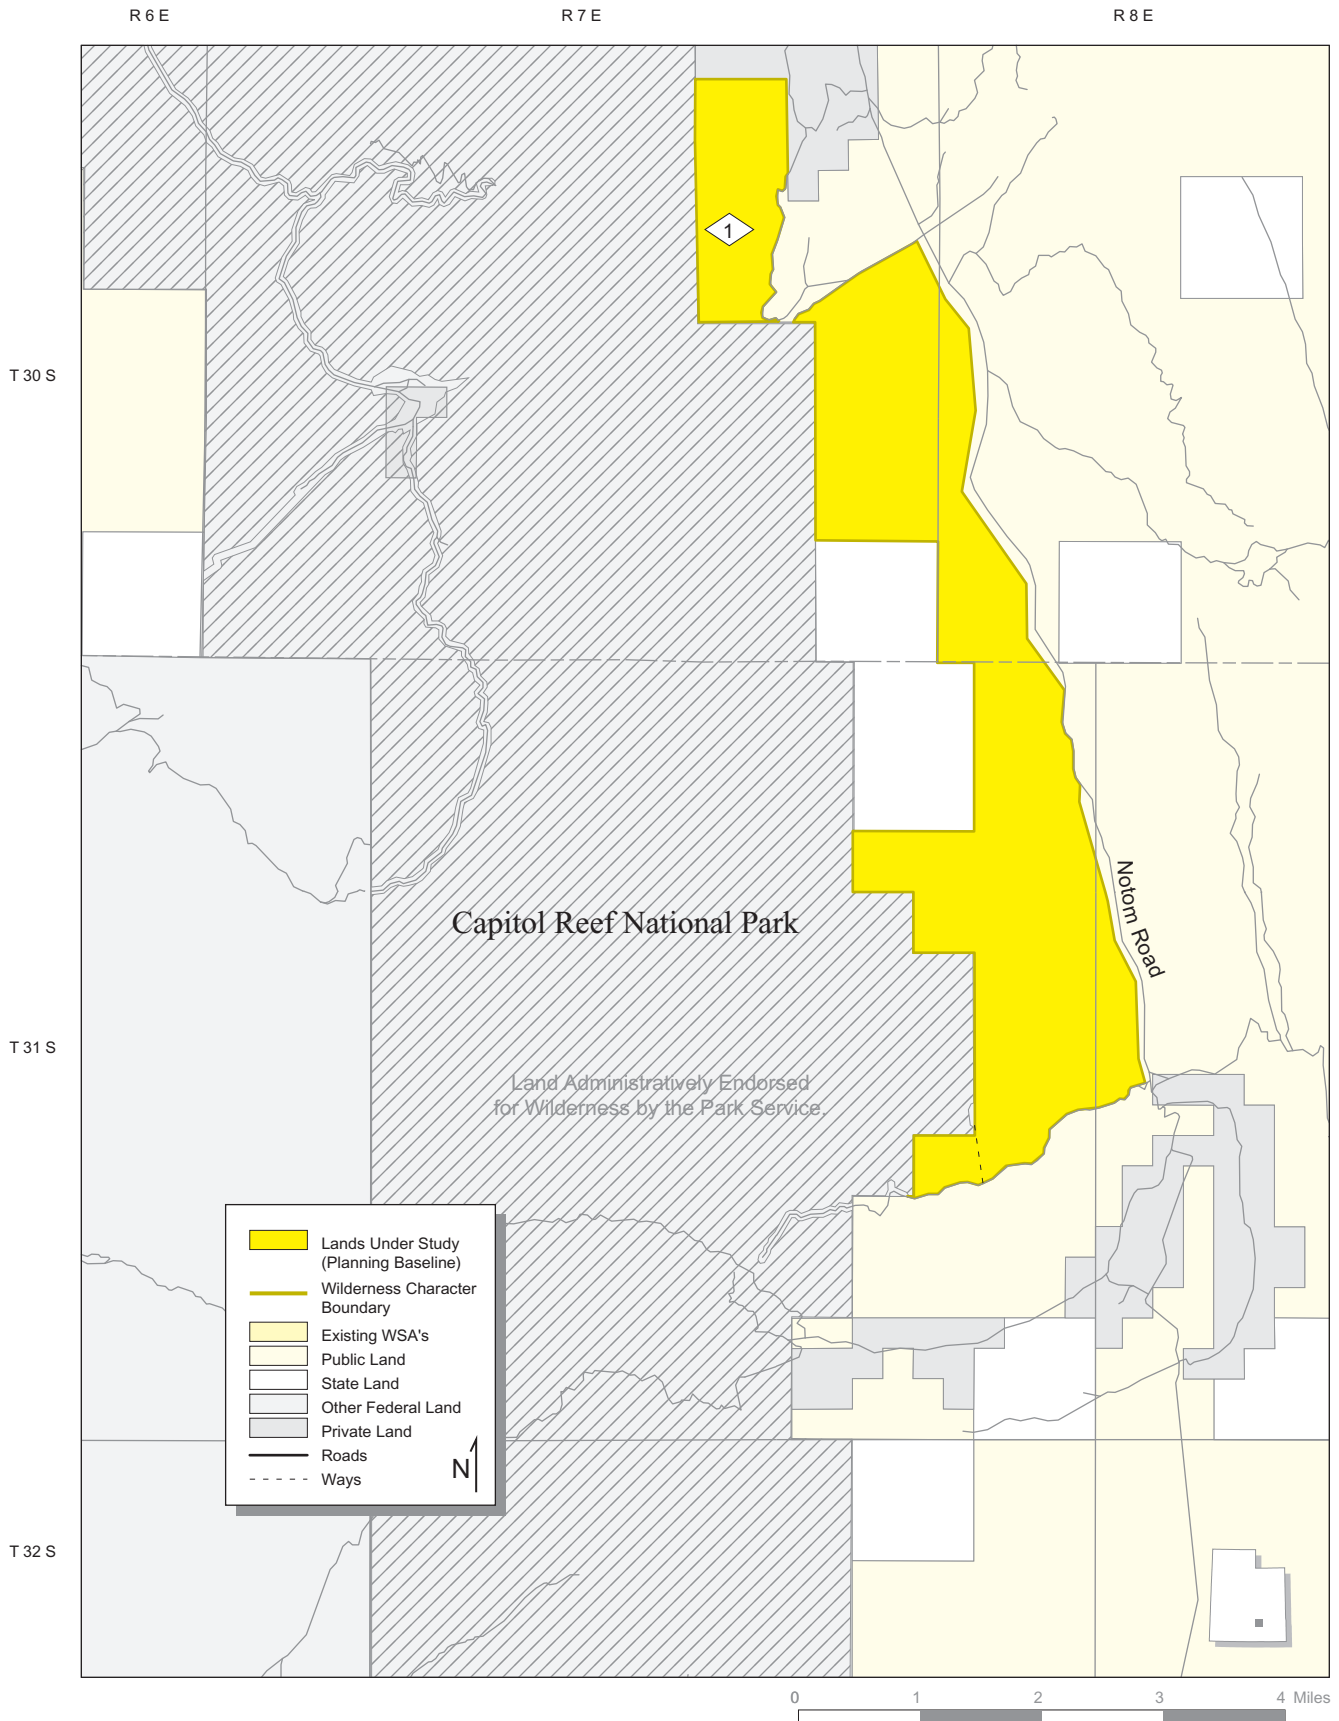 R 6 E
R 7 E
R 8 E
1
T 30 S
Notom Road
Capitol Reef National Park
T 31 S
Land Administratively Endorsed
for Wilderness by the Park Service.
Lands Under Study
(Planning Baseline)
Wilderness Character
Boundary
Existing WSA's
Public Land
State Land
Other Federal Land
Private Land
Roads
Ways
N
T 32 S
0 1 2 3 4 Miles